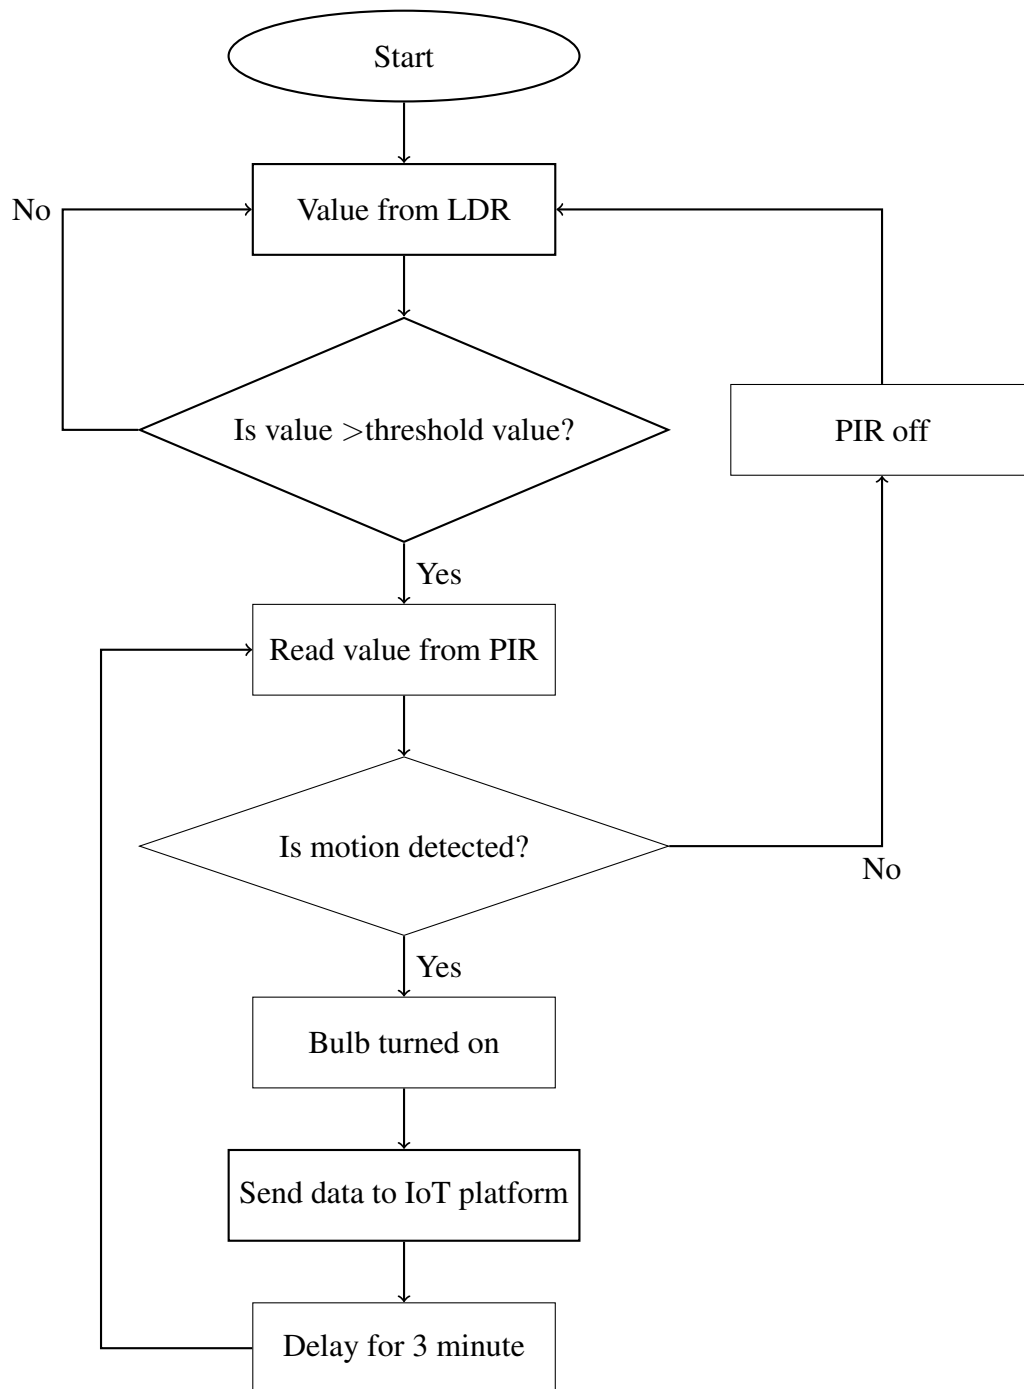 Start
No
Value from LDR
Is value >threshold value?
PIR off
Yes
Read value from PIR
Is motion detected?
No
Yes
Bulb turned on
Send data to IoT platform
Delay for 3 minute